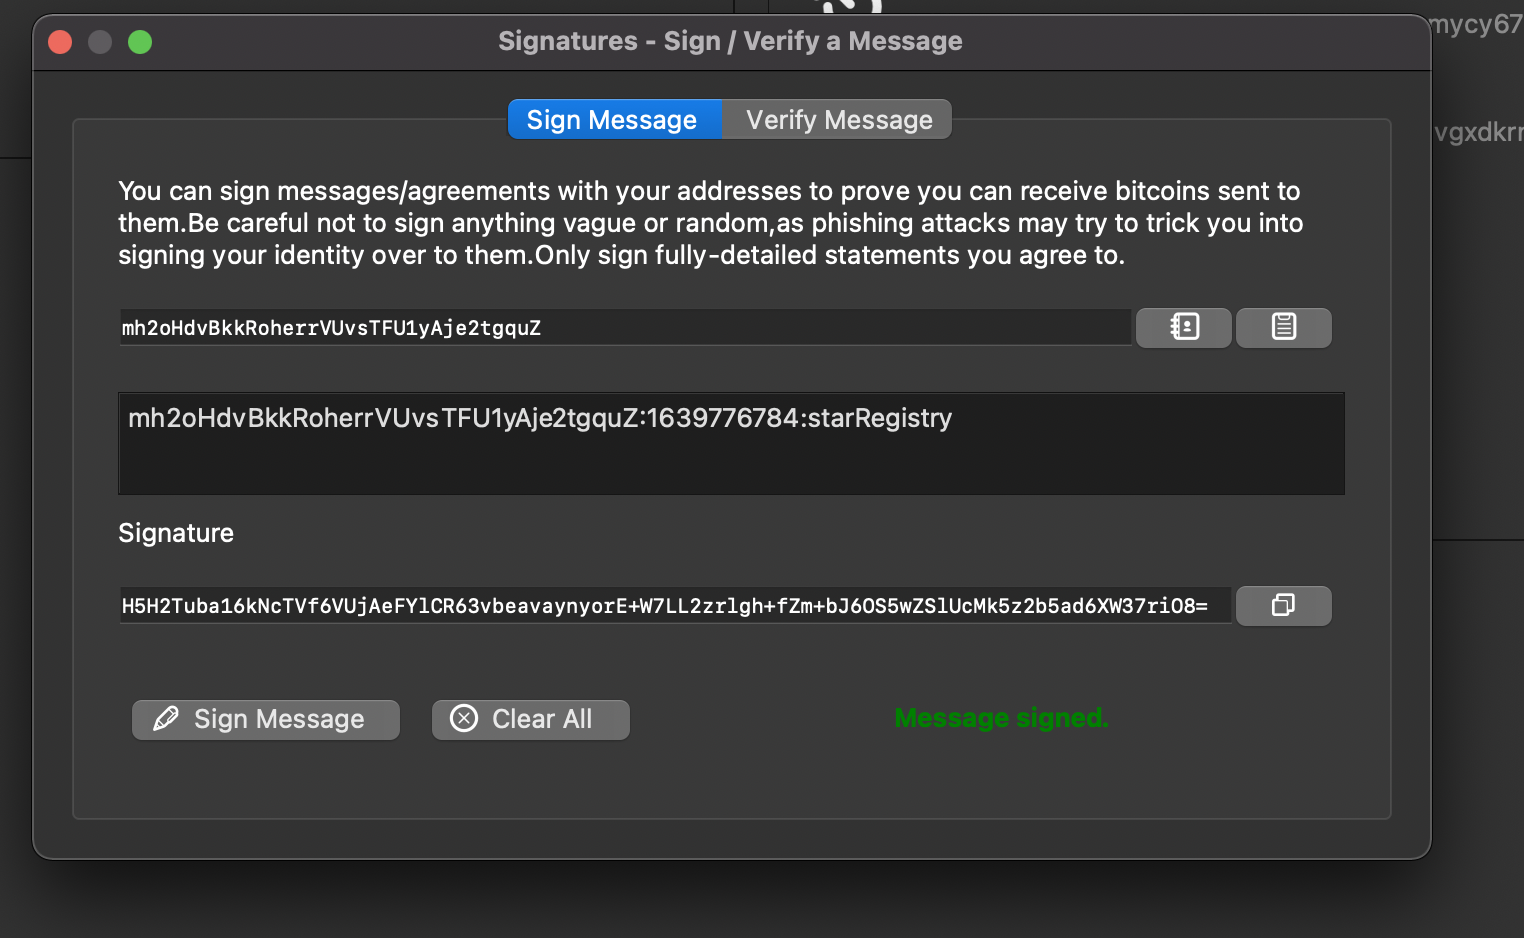 Signatures - Sign / Verify a Message
mycy67
vgxdkrr
Sign Message
Verify Message
You can sign messages/agreements with your addresses to prove you can receive bitcoins sent to
them.Be careful not to sign anything vague or random,as phishing attacks may try to trick you into
signing your identity over to them.Only sign fully-detailed statements you agree to.
mh2oHdvBkkRoherrVUvsTFU1yAje2tgquZ
mh2oHdvBkkRoherrVUvsTFU1yAje2tgquZ:1639776784:starRegistry
Signature
H5H2Tuba16kNcTVf6VUjAeFYlCR63vbeavaynyorE+W7LL2zrlgh+fZm+bJ6OS5wZSlUcMk5z2b5ad6XW37riO8=
Sign Message
Clear All
Message signed.